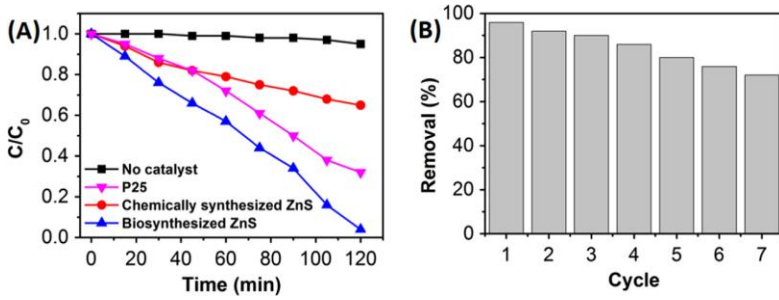 (A)
C/C0
1.0
0.8
0.6
0.4
0.2
0.0
No catalyst
P25
Chemically synthesized ZnS
Biosynthesized ZnS
0 20 40 60 80 100 120
Time (min)
(B)
Removal (%)
100
80
60
40
20
0
1 2 3 4 5 6 7
Cycle